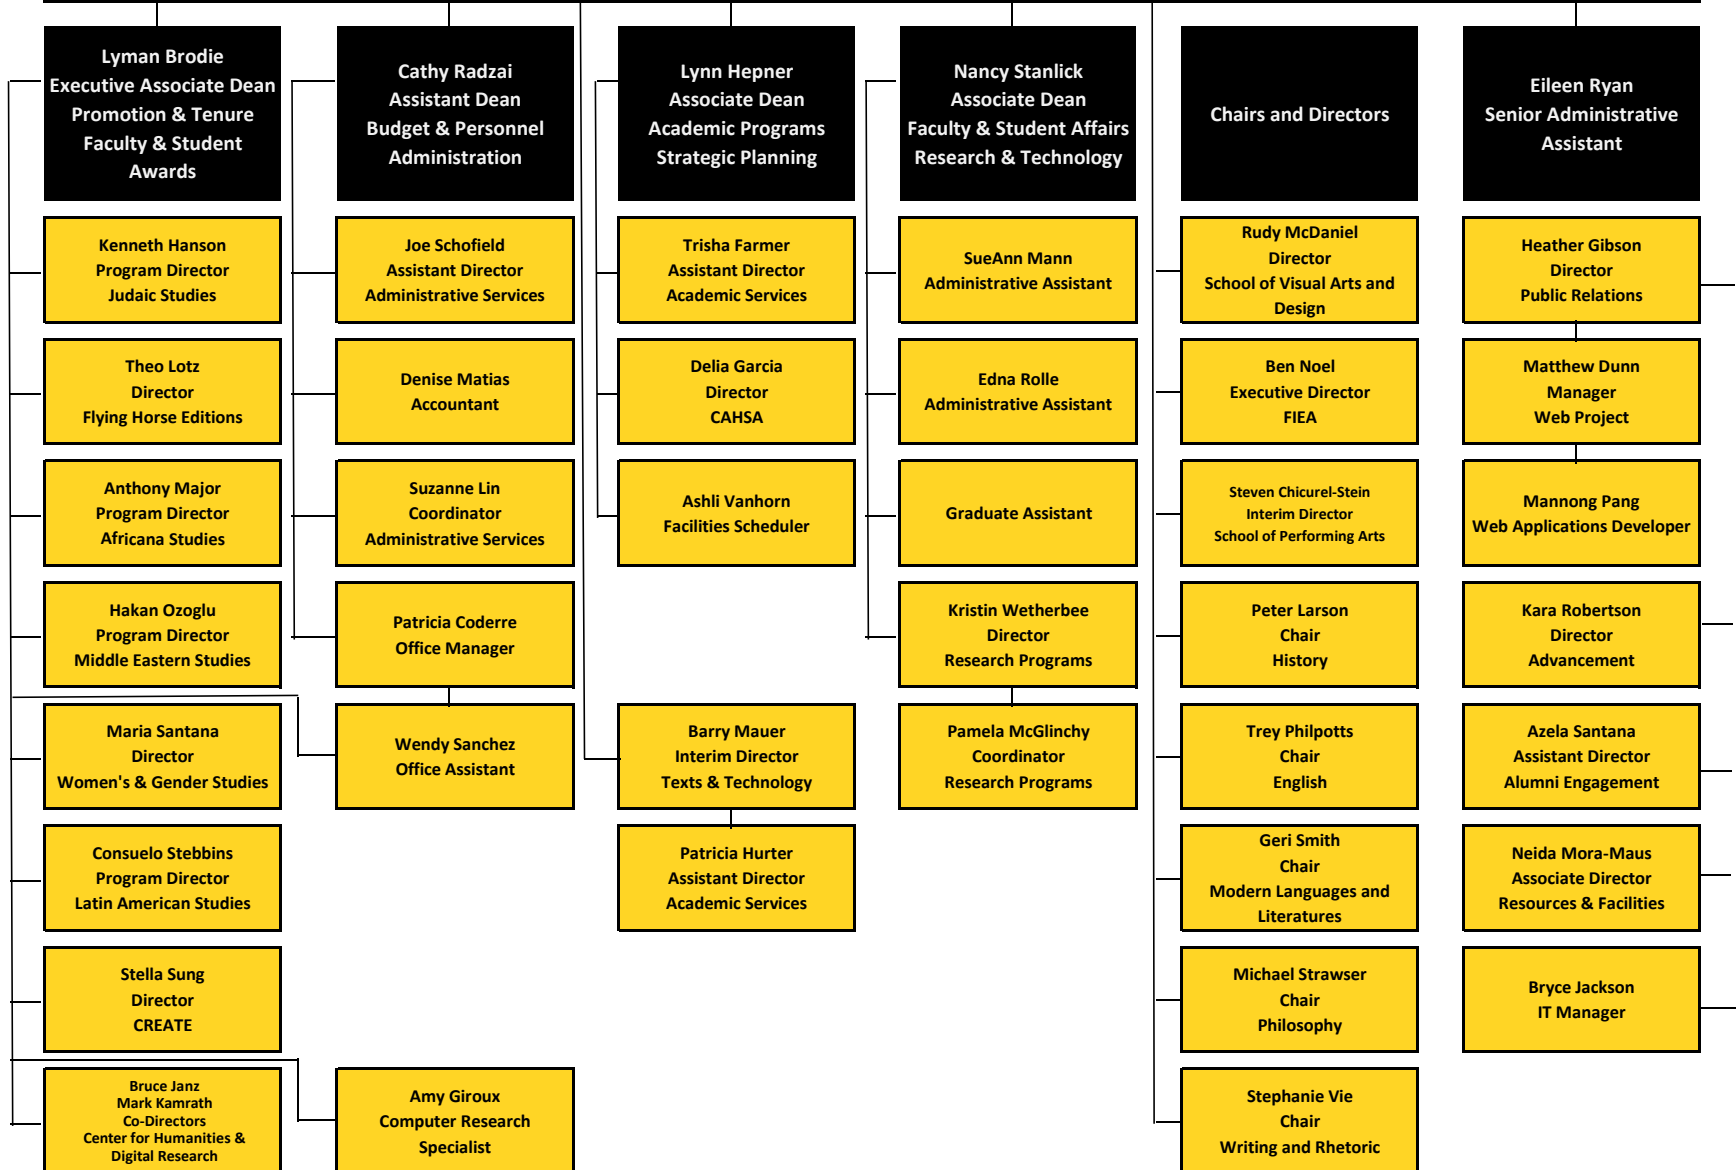 Lyman Brodie
Executive Associate Dean
Promotion & Tenure
Faculty & Student
Awards
Cathy Radzai
Assistant Dean
Budget & Personnel
Administration
Lynn Hepner
Associate Dean
Academic Programs
Strategic Planning
Nancy Stanlick
Associate Dean
Faculty & Student Affairs
Research & Technology
Chairs and Directors
Eileen Ryan
Senior Administrative
Assistant
Kenneth Hanson
Program Director
Judaic Studies
Joe Schofield
Assistant Director
Administrative Services
Trisha Farmer
Assistant Director
Academic Services
SueAnn Mann
Administrative Assistant
Rudy McDaniel
Director
School of Visual Arts and
Design
Heather Gibson
Director
Public Relations
Theo Lotz
Director
Flying Horse Editions
Denise Matias
Accountant
Delia Garcia
Director
CAHSA
Edna Rolle
Administrative Assistant
Ben Noel
Executive Director
FIEA
Matthew Dunn
Manager
Web Project
Anthony Major
Program Director
Africana Studies
Suzanne Lin
Coordinator
Administrative Services
Ashli Vanhorn
Facilities Scheduler
Graduate Assistant
Steven Chicurel-Stein
Interim Director
School of Performing Arts
Mannong Pang
Web Applications Developer
Hakan Ozoglu
Program Director
Middle Eastern Studies
Patricia Coderre
Office Manager
Kristin Wetherbee
Director
Research Programs
Peter Larson
Chair
History
Kara Robertson
Director
Advancement
Maria Santana
Director
Women's & Gender Studies
Wendy Sanchez
Office Assistant
Barry Mauer
Interim Director
Texts & Technology
Pamela McGlinchy
Coordinator
Research Programs
Trey Philpotts
Chair
English
Azela Santana
Assistant Director
Alumni Engagement
Consuelo Stebbins
Program Director
Latin American Studies
Patricia Hurter
Assistant Director
Academic Services
Geri Smith
Chair
Modern Languages and
Literatures
Neida Mora-Maus
Associate Director
Resources & Facilities
Stella Sung
Director
CREATE
Michael Strawser
Chair
Philosophy
Bryce Jackson
IT Manager
Bruce Janz
Mark Kamrath
Co-Directors
Center for Humanities &
Digital Research
Amy Giroux
Computer Research
Specialist
Stephanie Vie
Chair
Writing and Rhetoric